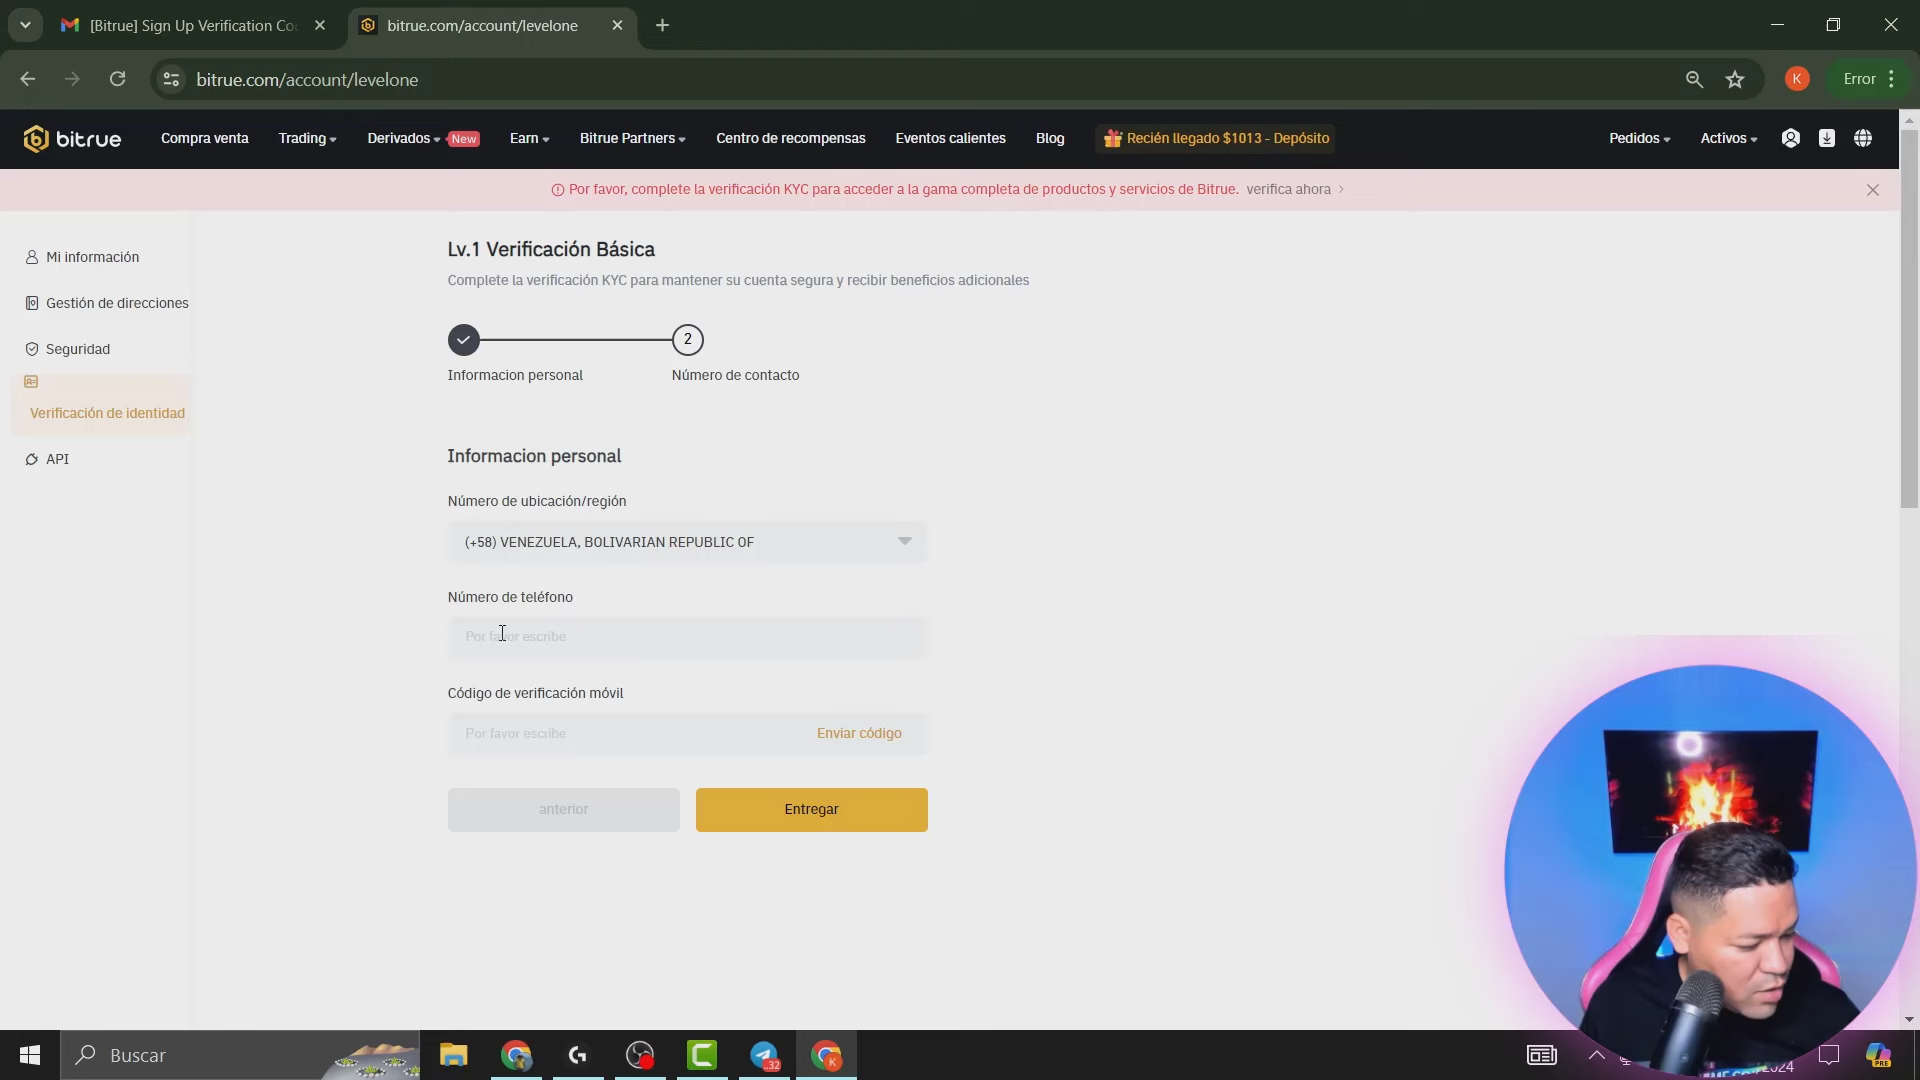 [Bitrue] Sign Up Verification Co
bitrue.com/account/levelone
bitrue.com/account/levelone
K
Error
bitrue
Compra venta
Trading
Derivados
New
Earn
Bitrue Partners
Centro de recompensas
Eventos calientes
Blog
Recién llegado $1013 - Depósito
Pedidos
Activos
Por favor, complete la verificación KYC para acceder a la gama completa de productos y servicios de Bitrue. verifica ahora
Mi información
Gestión de direcciones
Seguridad
Verificación de identidad
API
Lv.1 Verificación Básica
Complete la verificación KYC para mantener su cuenta segura y recibir beneficios adicionales
2
Informacion personal
Número de contacto
Informacion personal
Número de ubicación/región
(+58) VENEZUELA, BOLIVARIAN REPUBLIC OF
Número de teléfono
Por favor escribe
Código de verificación móvil
Por favor escribe
Enviar código
anterior
Entregar
Buscar
32
K
2024
PRE